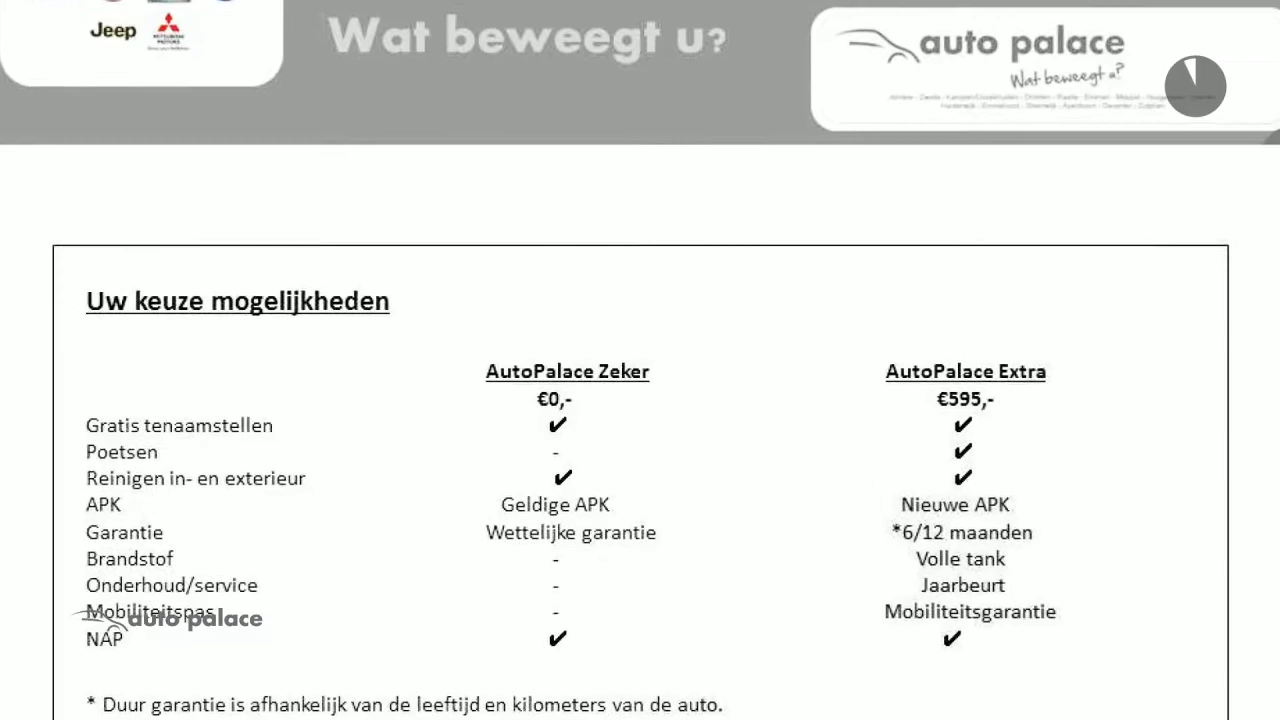 Jeep
MITSUBISHI
MOTORS
Wat beweegt u?
auto palace
Wat beweegt u?
Uw keuze mogelijkheden
AutoPalace Zeker AutoPalace Extra
€0,- €595,-
Gratis tenaamstellen ✔ ✔
Poetsen - ✔
Reinigen in- en exterieur ✔ ✔
APK Geldige APK Nieuwe APK
Garantie Wettelijke garantie *6/12 maanden
Brandstof - Volle tank
Onderhoud/service - Jaarbeurt
Mobiliteitspas - Mobiliteitsgarantie
auto palace
NAP ✔ ✔
* Duur garantie is afhankelijk van de leeftijd en kilometers van de auto.